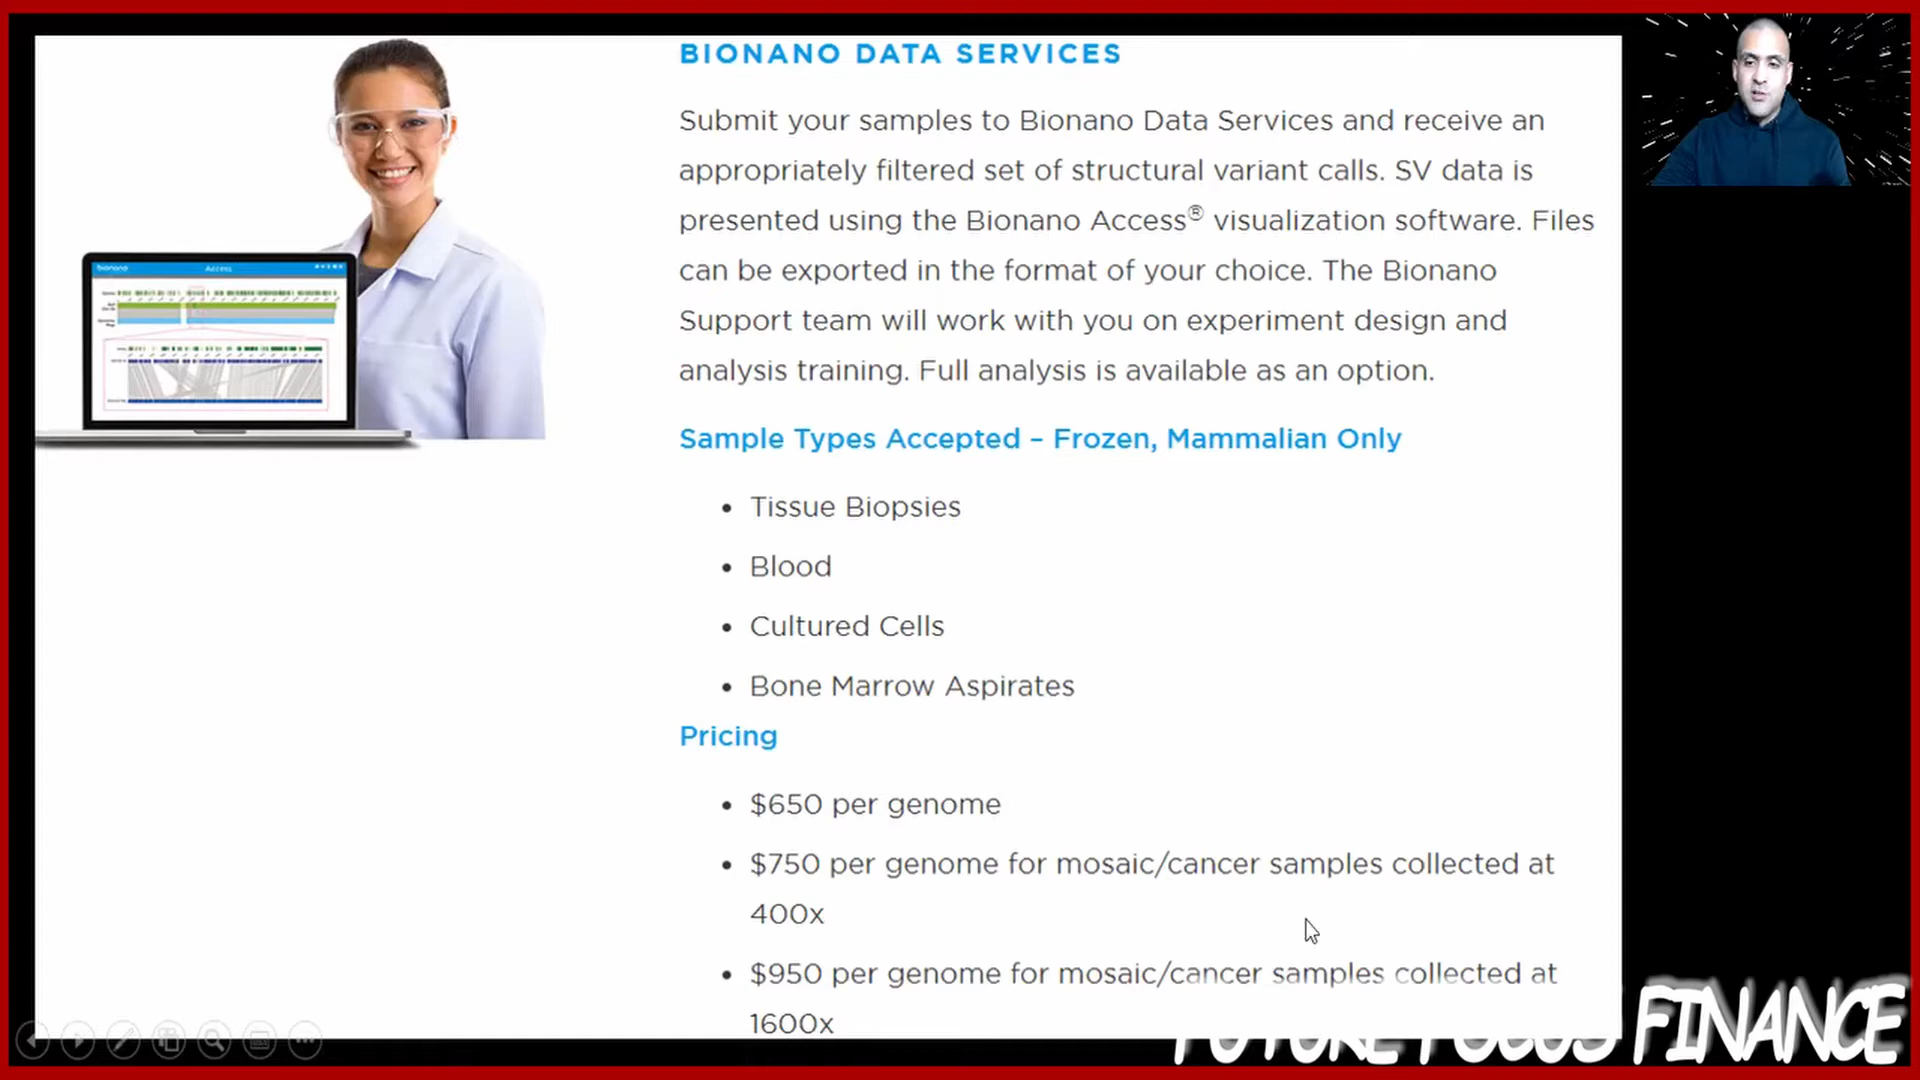 BIONANO DATA SERVICES
Submit your samples to Bionano Data Services and receive an
appropriately filtered set of structural variant calls. SV data is
presented using the Bionano Access® visualization software. Files
can be exported in the format of your choice. The Bionano
Support team will work with you on experiment design and
analysis training. Full analysis is available as an option.
Sample Types Accepted – Frozen, Mammalian Only
• Tissue Biopsies
• Blood
• Cultured Cells
• Bone Marrow Aspirates
Pricing
• $650 per genome
• $750 per genome for mosaic/cancer samples collected at
400x
• $950 per genome for mosaic/cancer samples collected at
1600x
bionano
Access
FUTURE FOCUS FINANCE